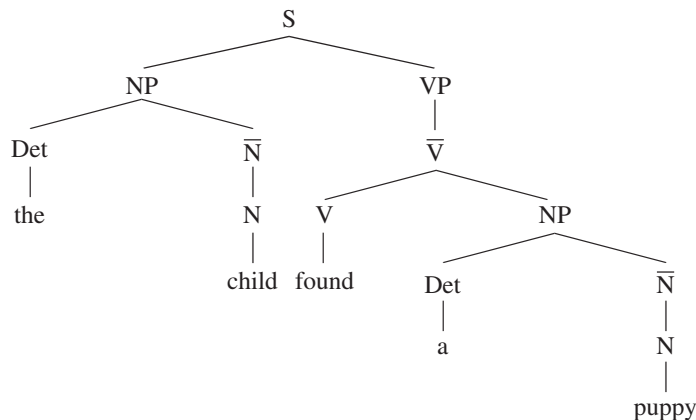 S
NP VP
Det N̅ V̅
the N V NP
child found Det N̅
a N
puppy